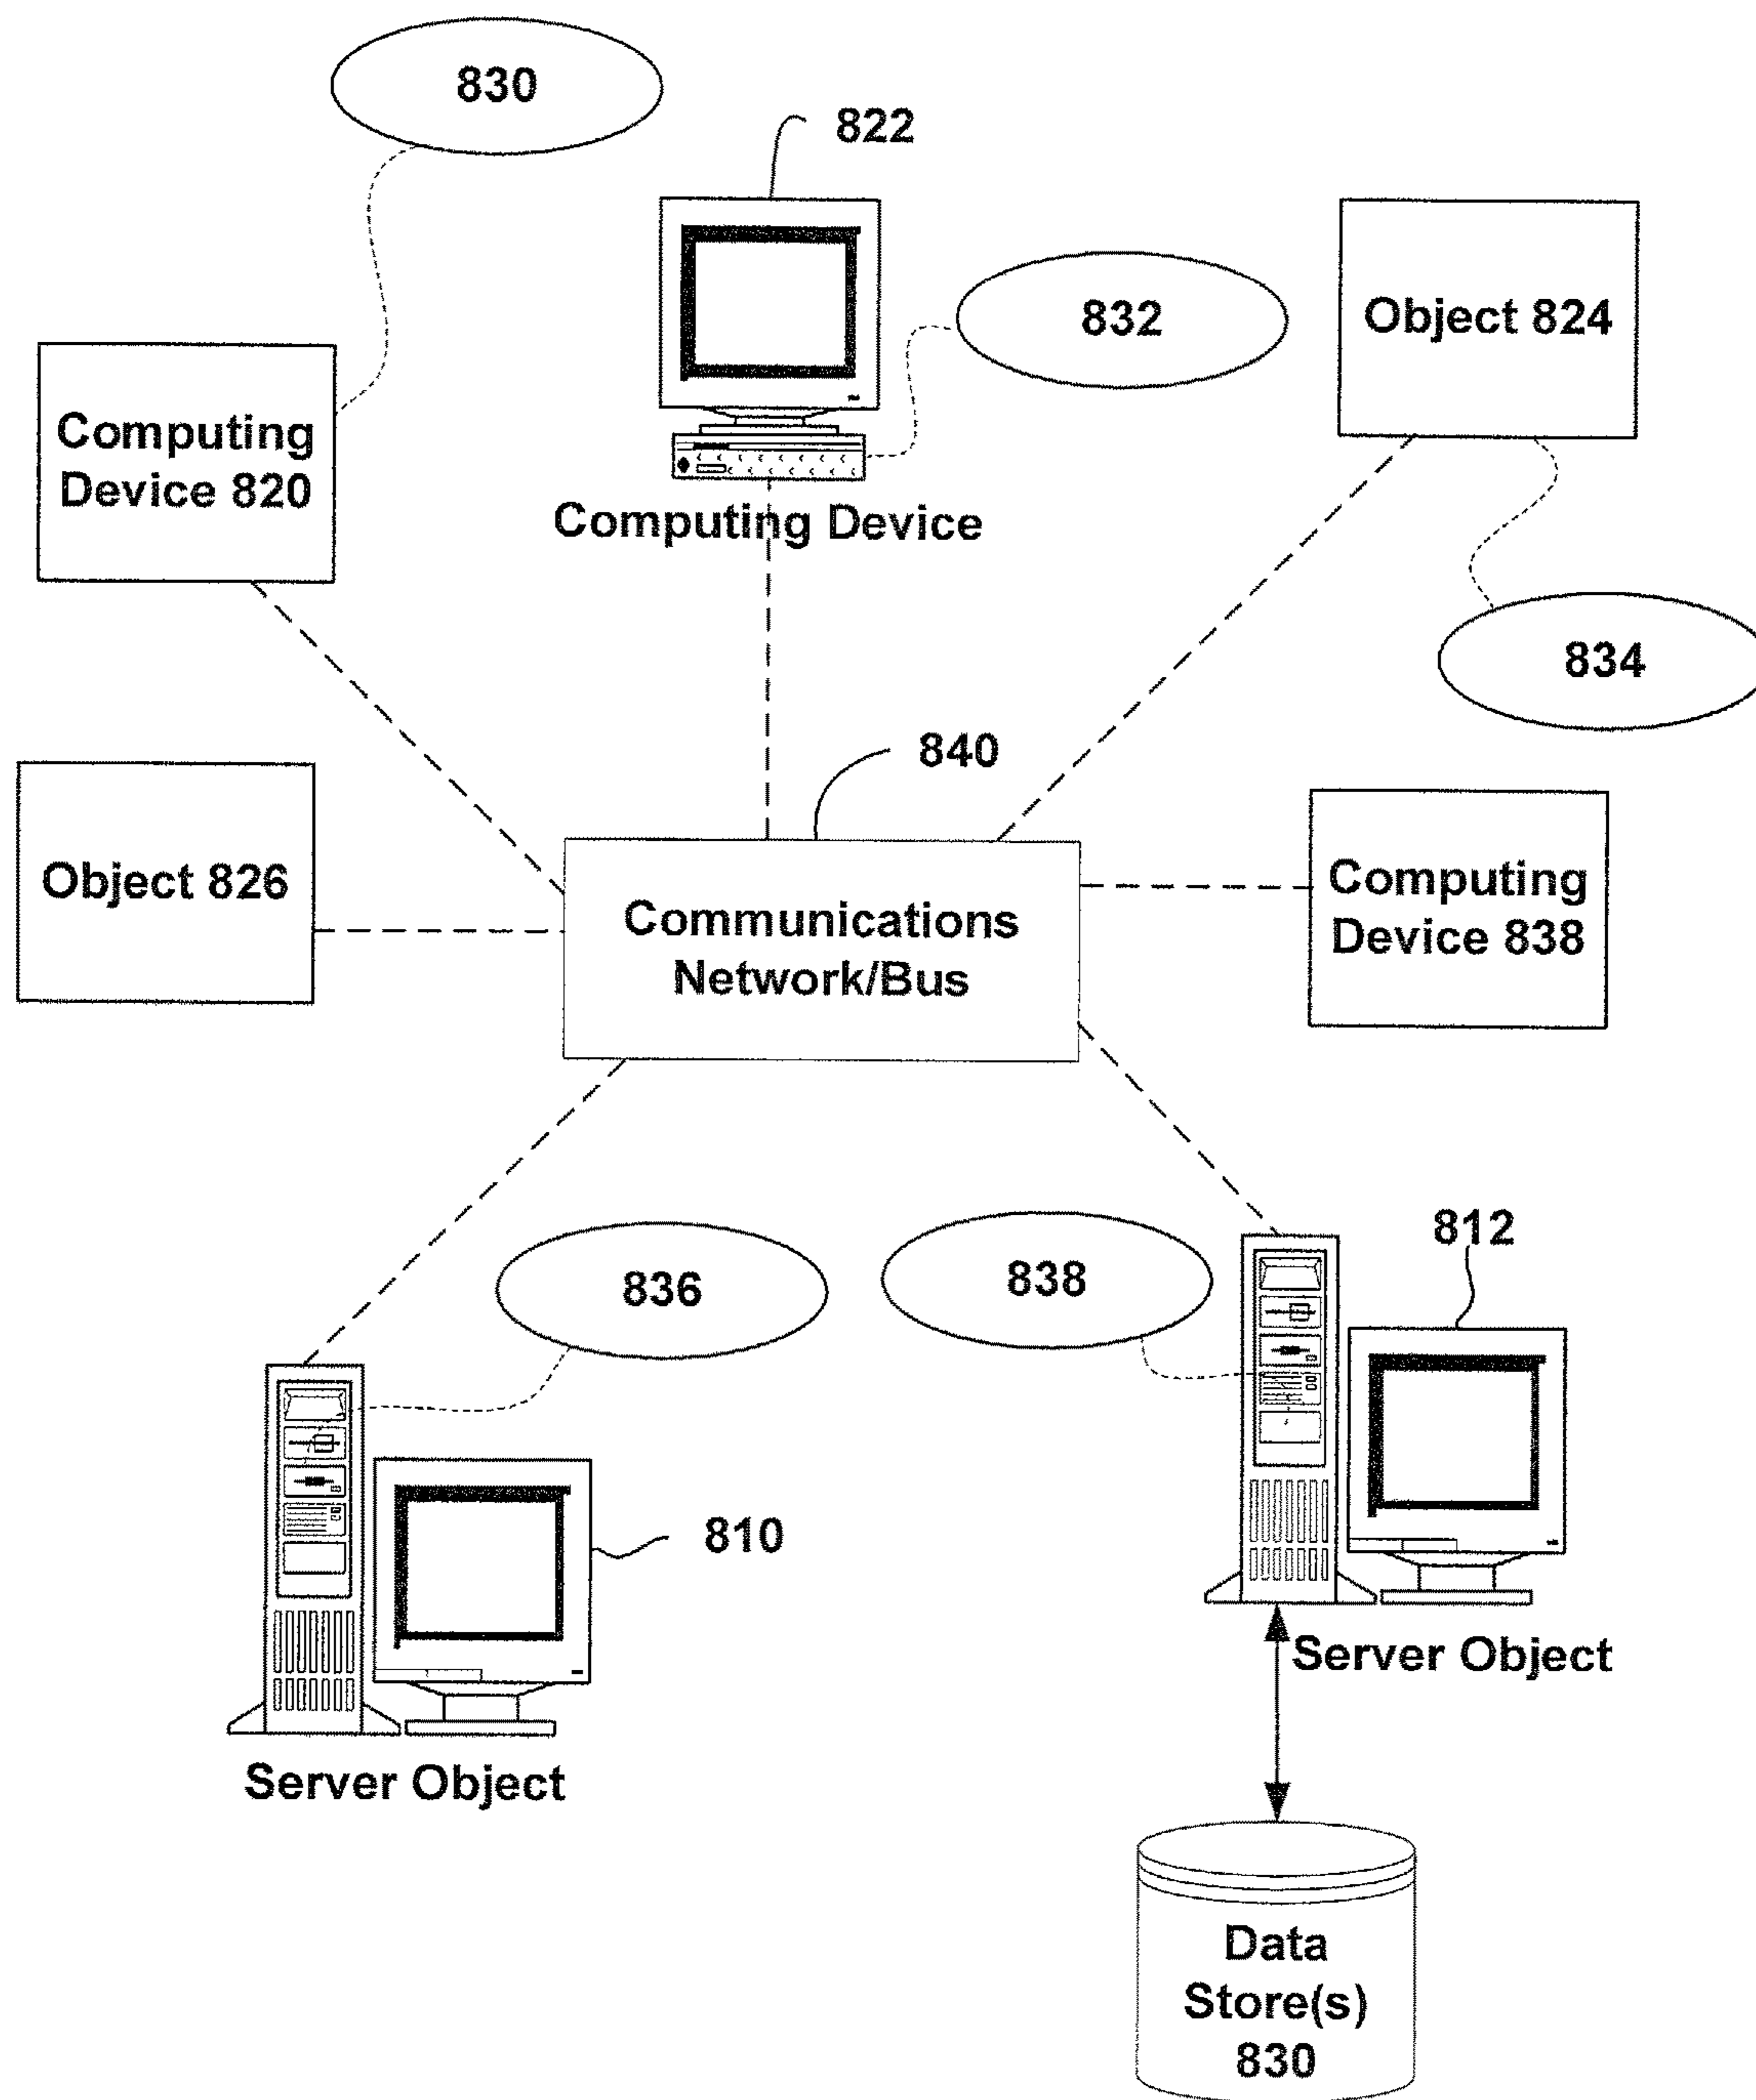 830
822
832
Object 824
Computing
Device 820
Computing Device
834
840
Object 826
Communications
Network/Bus
Computing
Device 838
836
838
812
810
Server Object
Server Object
Data
Store(s)
830